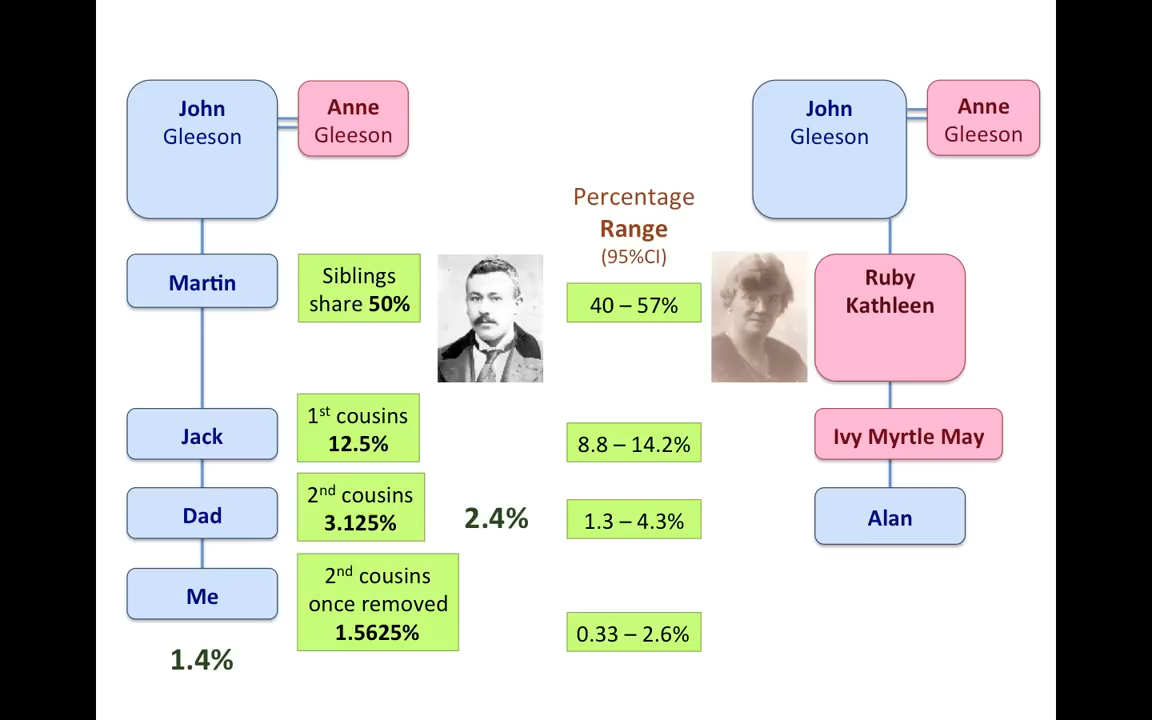 John
Gleeson
Anne
Gleeson
John
Gleeson
Anne
Gleeson
Percentage
Range
(95%CI)
Martin
Siblings
share 50%
40 – 57%
Ruby
Kathleen
Jack
1st cousins
12.5%
8.8 – 14.2%
Ivy Myrtle May
Dad
2nd cousins
3.125%
2.4%
1.3 – 4.3%
Alan
Me
2nd cousins
once removed
1.5625%
0.33 – 2.6%
1.4%